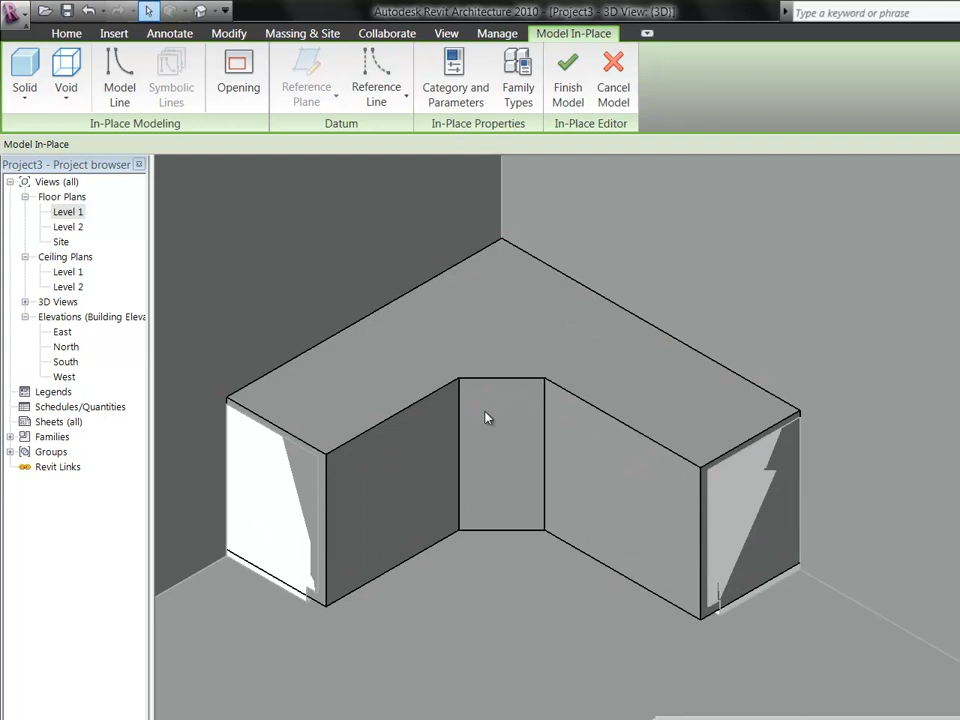 Autodesk Revit Architecture 2010 - [Project3 - 3D View: {3D}]
Type a keyword or phrase
Home Insert Annotate Modify Massing & Site Collaborate View Manage Model In-Place
Solid Void Model Line Symbolic Lines Opening Reference Plane Reference Line Category and Parameters Family Types Finish Model Cancel Model
In-Place Modeling Datum In-Place Properties In-Place Editor
Model In-Place
Project3 - Project browser
Views (all)
Floor Plans
Level 1
Level 2
Site
Ceiling Plans
Level 1
Level 2
3D Views
Elevations (Building Eleva
East
North
South
West
Legends
Schedules/Quantities
Sheets (all)
Families
Groups
Revit Links